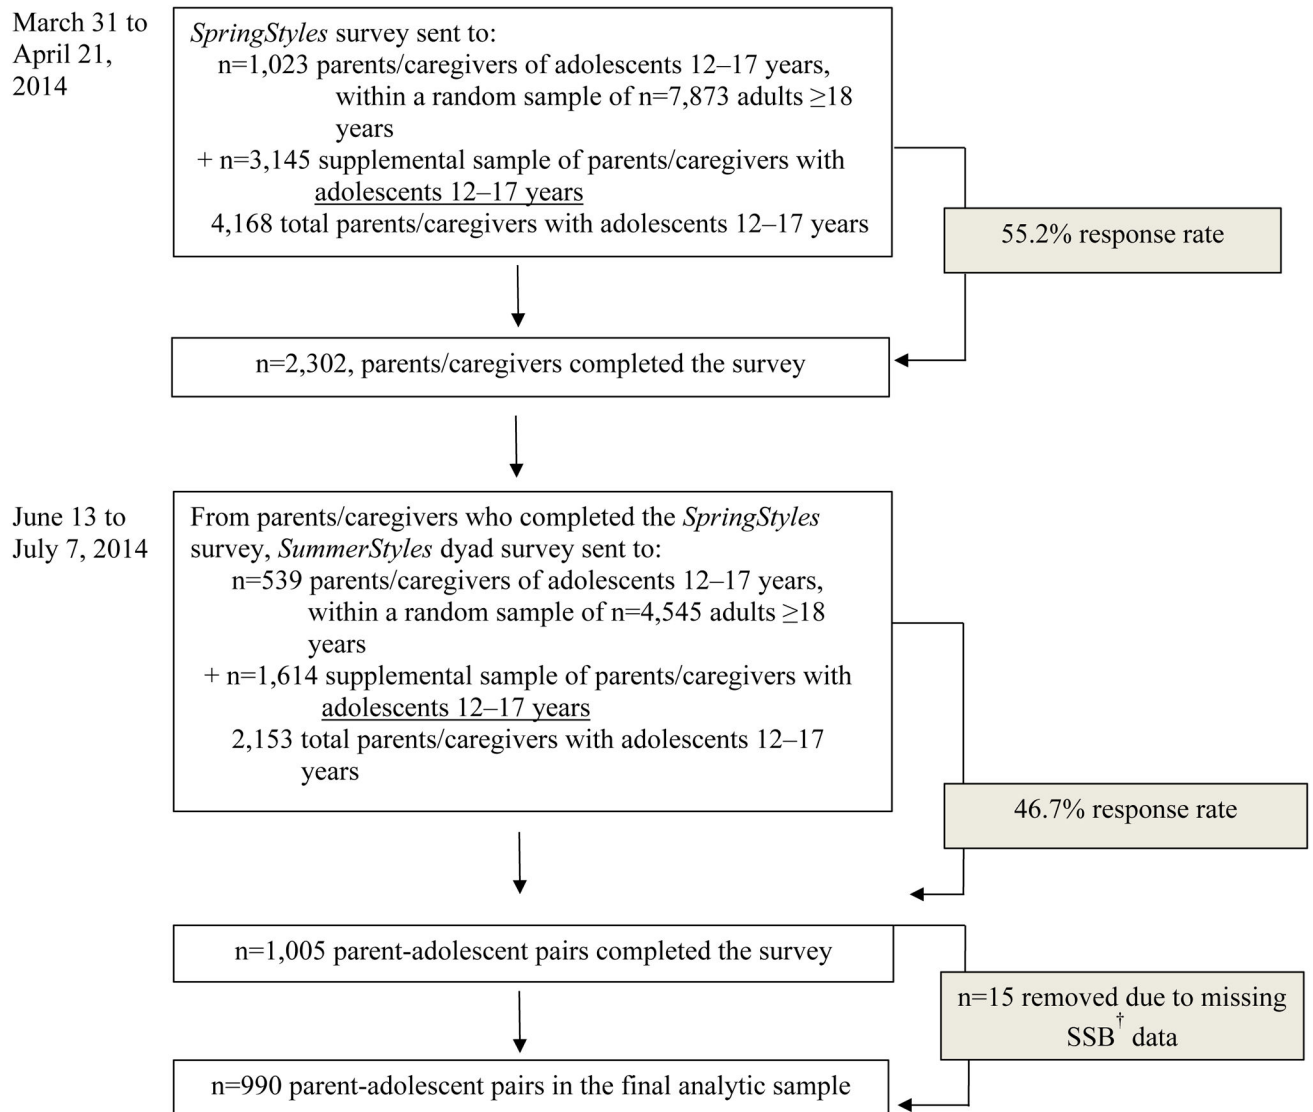 March 31 to
April 21,
2014
SpringStyles survey sent to:
n=1,023 parents/caregivers of adolescents 12–17 years,
within a random sample of n=7,873 adults ≥18
years
+ n=3,145 supplemental sample of parents/caregivers with
adolescents 12–17 years
4,168 total parents/caregivers with adolescents 12–17 years
55.2% response rate
n=2,302, parents/caregivers completed the survey
June 13 to
July 7, 2014
From parents/caregivers who completed the SpringStyles
survey, SummerStyles dyad survey sent to:
n=539 parents/caregivers of adolescents 12–17 years,
within a random sample of n=4,545 adults ≥18
years
+ n=1,614 supplemental sample of parents/caregivers with
adolescents 12–17 years
2,153 total parents/caregivers with adolescents 12–17
years
46.7% response rate
n=1,005 parent-adolescent pairs completed the survey
n=15 removed due to missing
SSB† data
n=990 parent-adolescent pairs in the final analytic sample